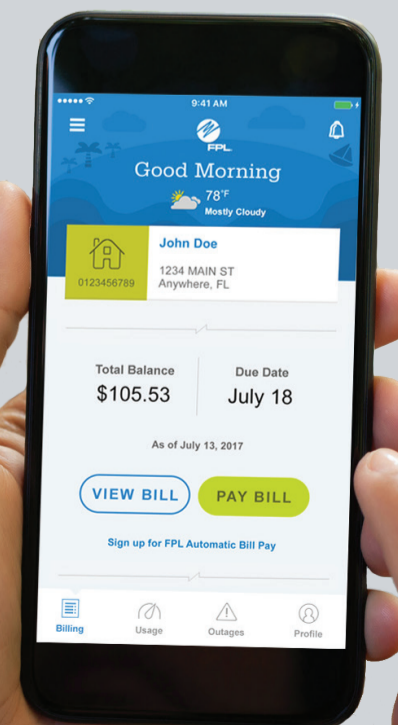 9:41 AM
FPL.
Good Morning
78°F
Mostly Cloudy
John Doe
0123456789
1234 MAIN ST
Anywhere, FL
Total Balance
$105.53
Due Date
July 18
As of July 13, 2017
VIEW BILL
PAY BILL
Sign up for FPL Automatic Bill Pay
Billing
Usage
Outages
Profile